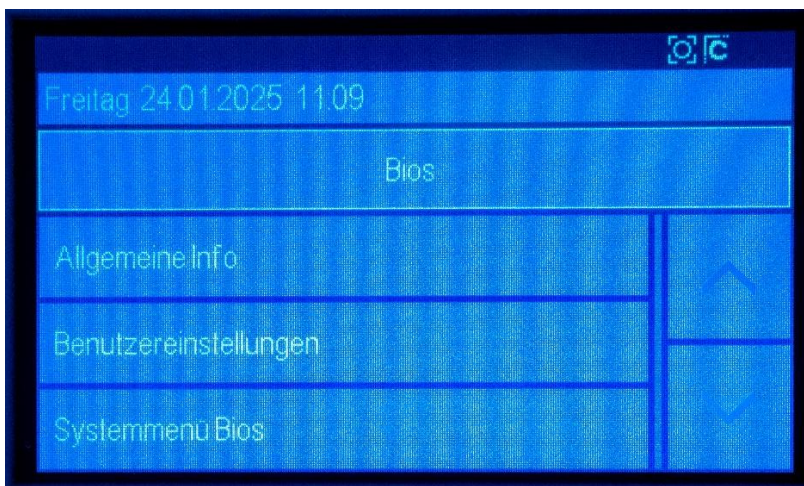 C
Freitag 24.01.2025 11.09
Bios
Allgemeine Info
Benutzereinstellungen
Systemmenü Bios